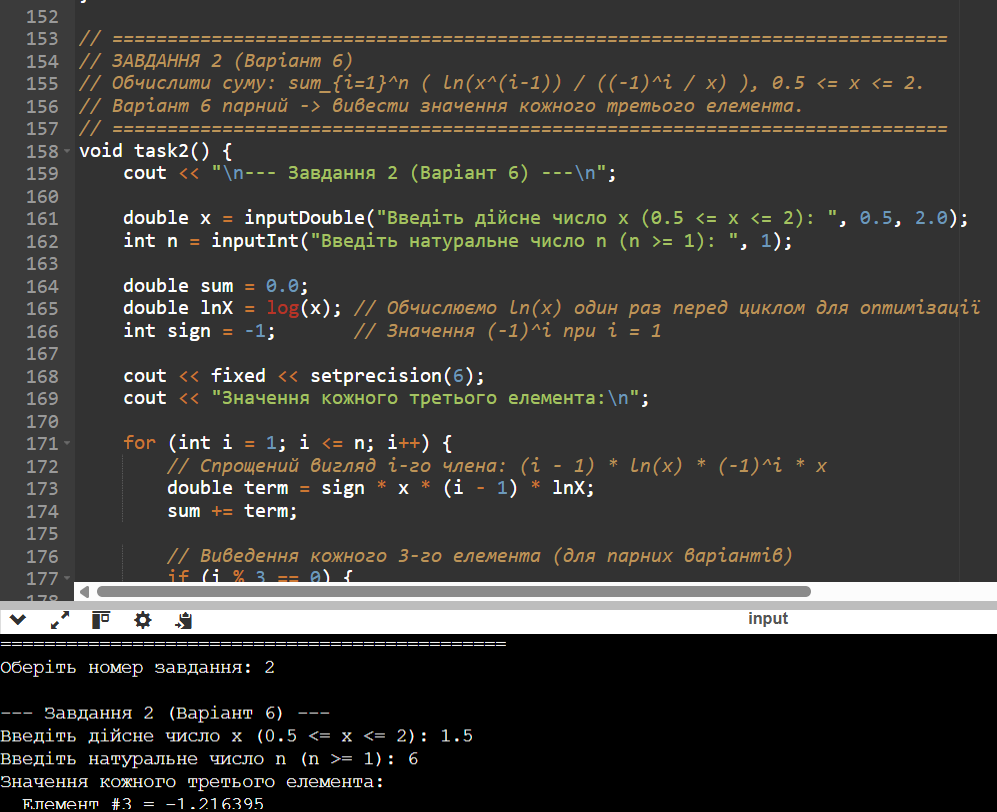 152
153 // ============================================================================
154 // ЗАВДАННЯ 2 (Варіант 6)
155 // Обчислити суму: sum_{i=1}^n ( ln(x^(i-1)) / ((-1)^i / x) ), 0.5 <= x <= 2.
156 // Варіант 6 парний -> вивести значення кожного третього елемента.
157 // ============================================================================
158 void task2() {
159 cout << "\n--- Завдання 2 (Варіант 6) ---\n";
160
161 double x = inputDouble("Введіть дійсне число x (0.5 <= x <= 2): ", 0.5, 2.0);
162 int n = inputInt("Введіть натуральне число n (n >= 1): ", 1);
163
164 double sum = 0.0;
165 double lnX = log(x); // Обчислюємо ln(x) один раз перед циклом для оптимізації
166 int sign = -1; // Значення (-1)^i при i = 1
167
168 cout << fixed << setprecision(6);
169 cout << "Значення кожного третього елемента:\n";
170
171 for (int i = 1; i <= n; i++) {
172 // Спрощений вигляд i-го члена: (i - 1) * ln(x) * (-1)^i * x
173 double term = sign * x * (i - 1) * lnX;
174 sum += term;
175
176 // Виведення кожного 3-го елемента (для парних варіантів)
177 if (i % 3 == 0) {
178
input
==============================================
Оберіть номер завдання: 2
--- Завдання 2 (Варіант 6) ---
Введіть дійсне число x (0.5 <= x <= 2): 1.5
Введіть натуральне число n (n >= 1): 6
Значення кожного третього елемента:
Елемент #3 = -1.216395